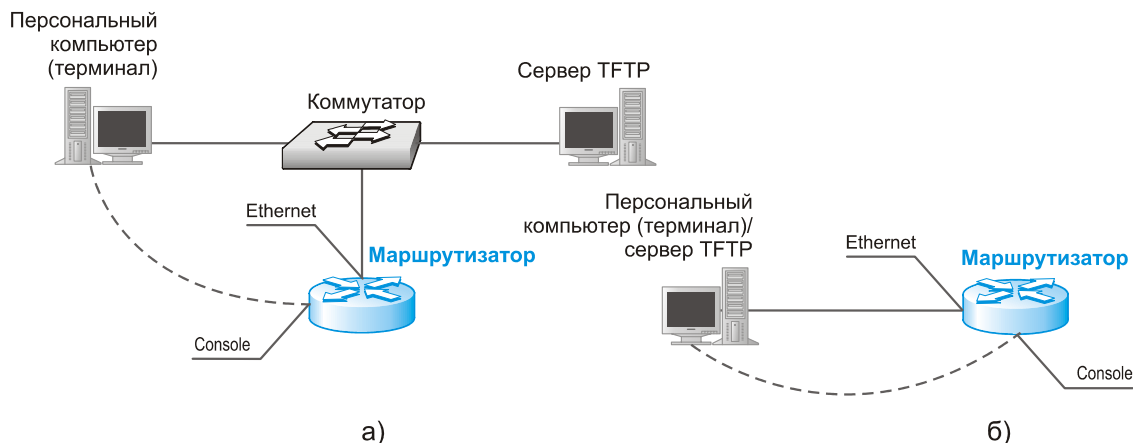 Персональный
компьютер
(терминал)
Коммутатор
Сервер TFTP
Ethernet
Маршрутизатор
Console
а)
Персональный
компьютер (терминал)/
сервер TFTP
Ethernet
Маршрутизатор
Console
б)